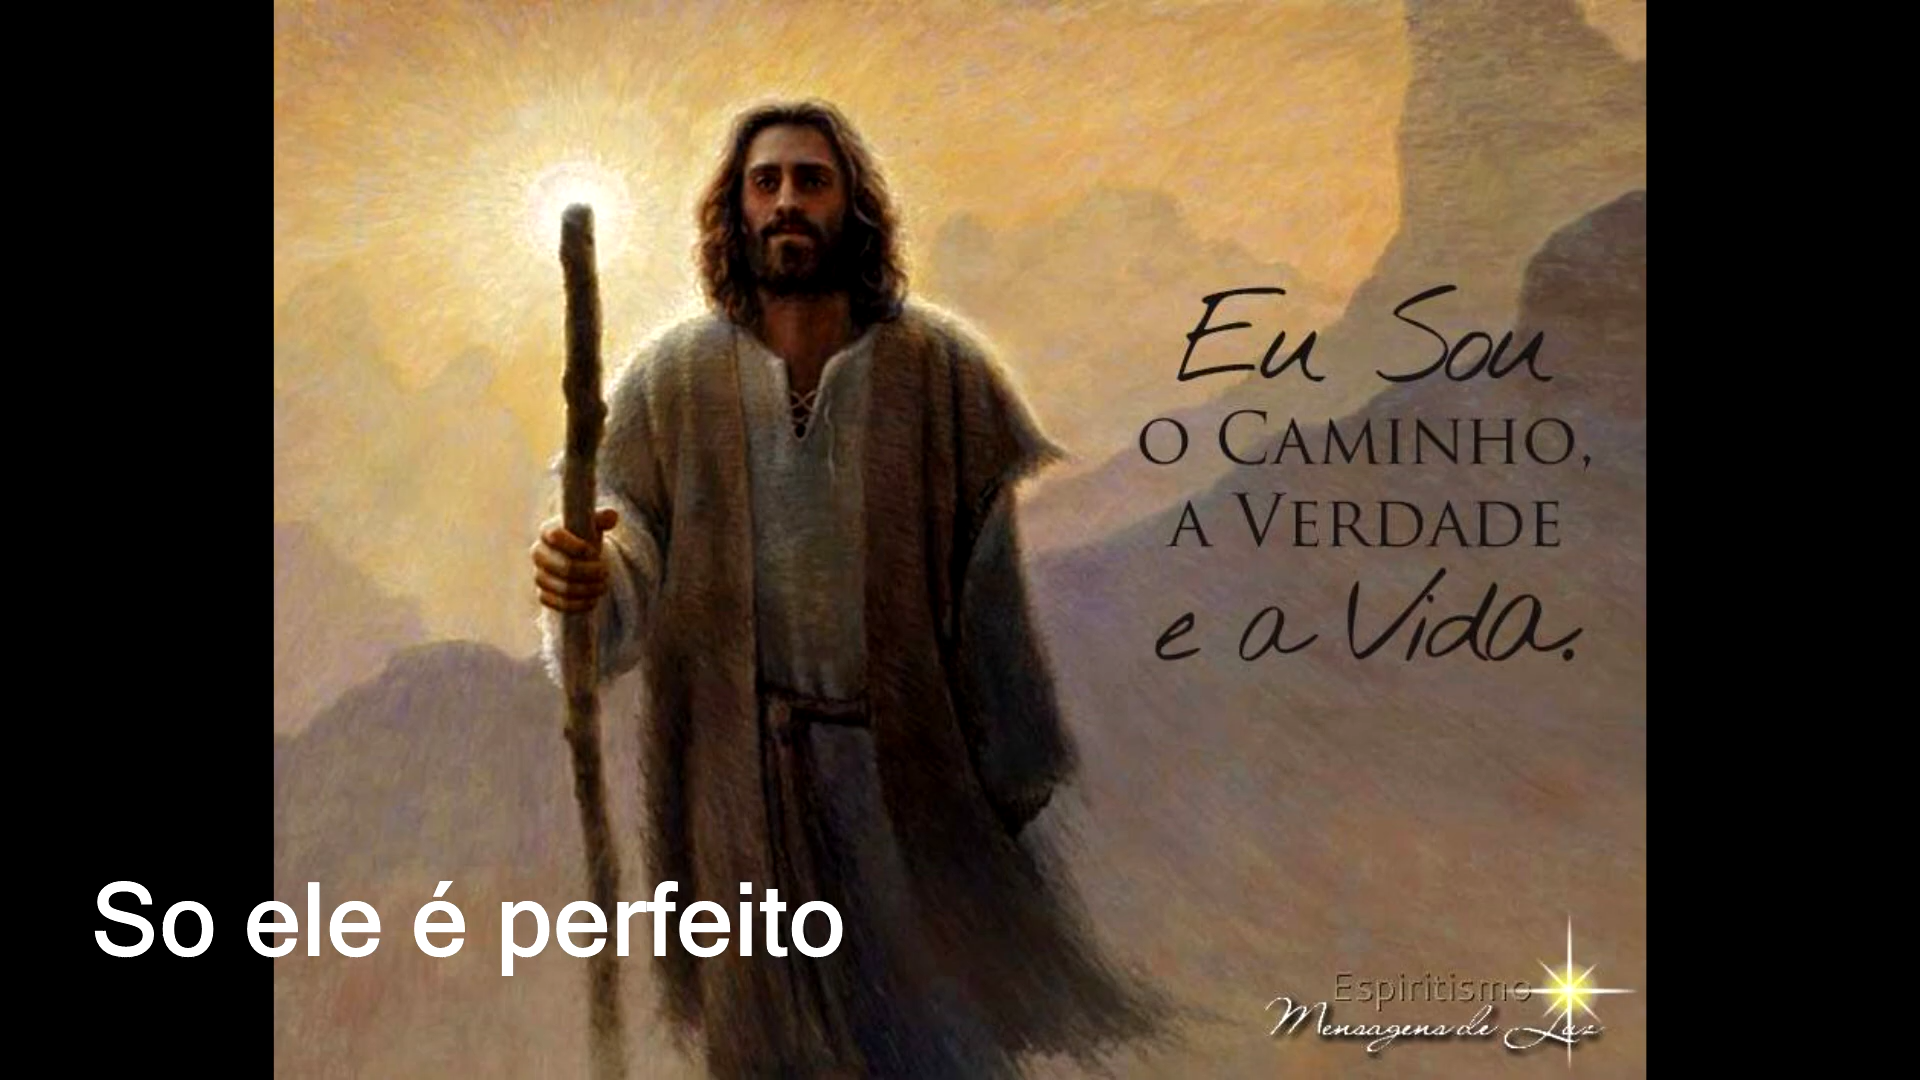 Eu Sou
o Caminho,
a Verdade
e a Vida.
So ele é perfeito
Espiritismo
Mensagens de Luz